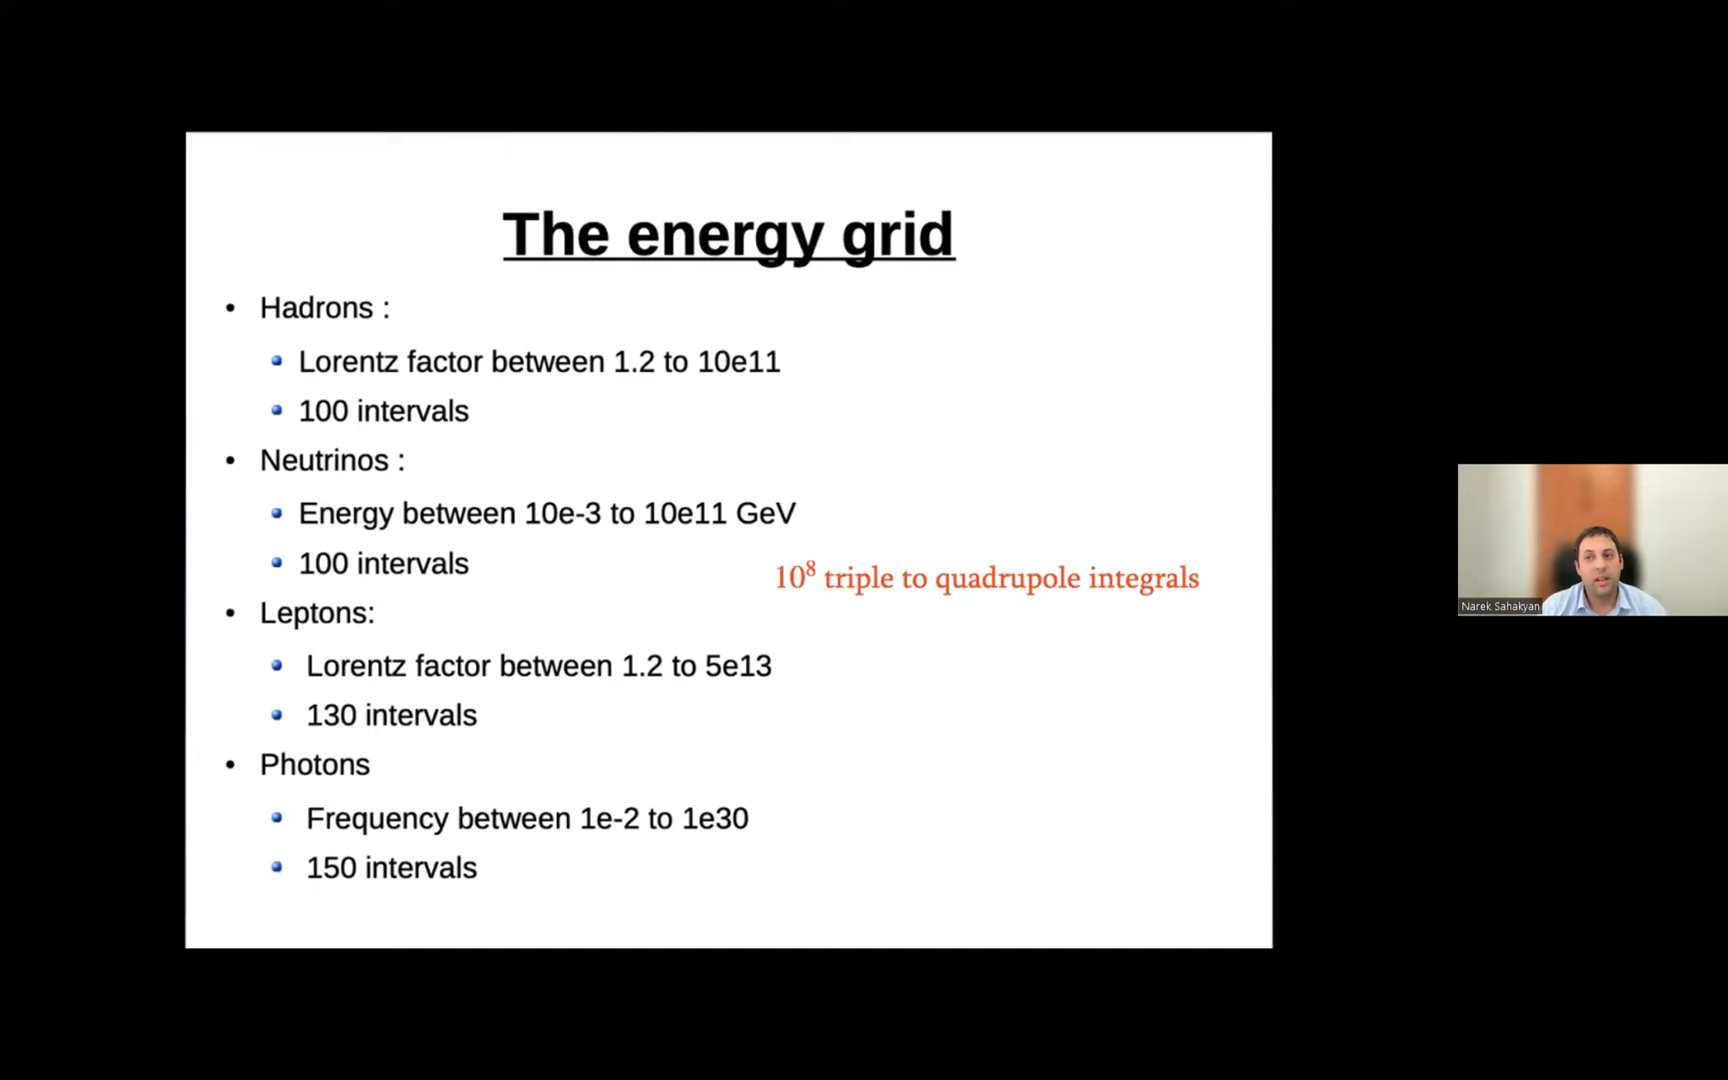 The energy grid
• Hadrons :
• Lorentz factor between 1.2 to 10e11
• 100 intervals
• Neutrinos :
• Energy between 10e-3 to 10e11 GeV
• 100 intervals
10⁸ triple to quadrupole integrals
• Leptons:
• Lorentz factor between 1.2 to 5e13
• 130 intervals
• Photons
• Frequency between 1e-2 to 1e30
• 150 intervals
Narek Sahakyan